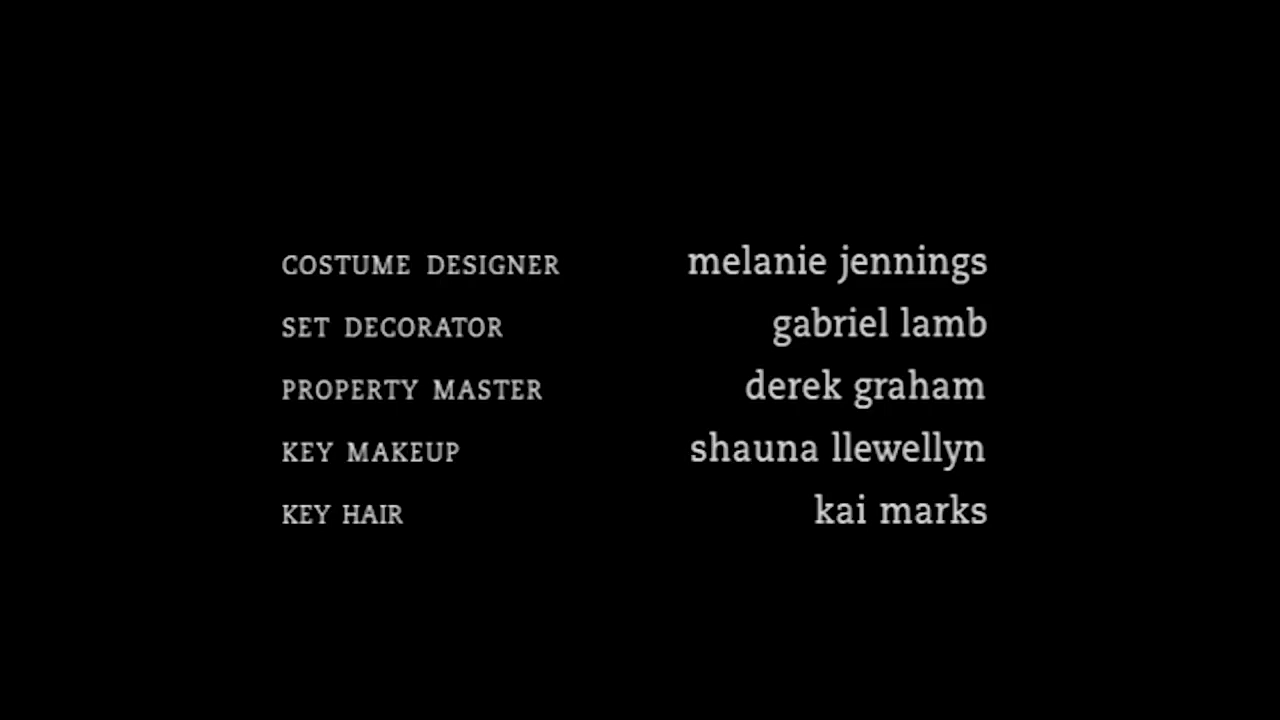 COSTUME DESIGNER melanie jennings
SET DECORATOR gabriel lamb
PROPERTY MASTER derek graham
KEY MAKEUP shauna llewellyn
KEY HAIR kai marks